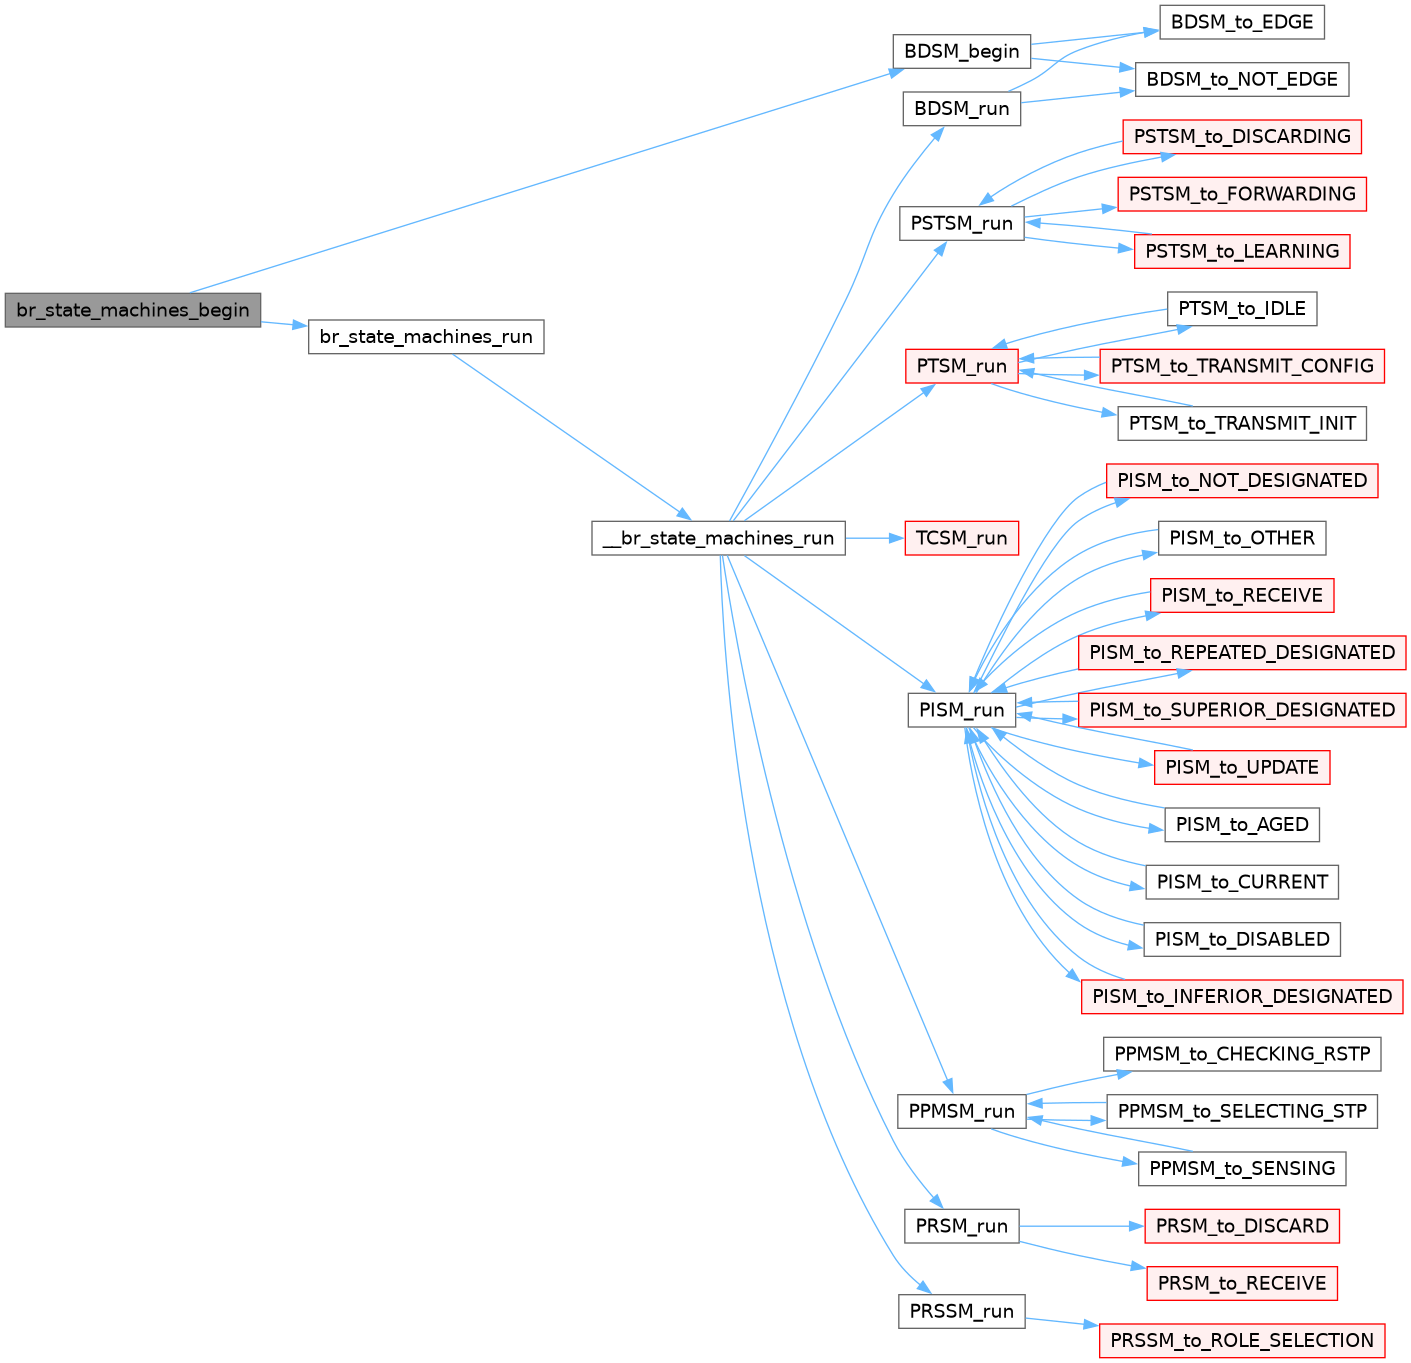 br_state_machines_begin
br_state_machines_run
__br_state_machines_run
BDSM_begin
BDSM_run
PSTSM_run
PTSM_run
TCSM_run
PISM_run
PPMSM_run
PRSM_run
PRSSM_run
BDSM_to_EDGE
BDSM_to_NOT_EDGE
PSTSM_to_DISCARDING
PSTSM_to_FORWARDING
PSTSM_to_LEARNING
PTSM_to_IDLE
PTSM_to_TRANSMIT_CONFIG
PTSM_to_TRANSMIT_INIT
PISM_to_NOT_DESIGNATED
PISM_to_OTHER
PISM_to_RECEIVE
PISM_to_REPEATED_DESIGNATED
PISM_to_SUPERIOR_DESIGNATED
PISM_to_UPDATE
PISM_to_AGED
PISM_to_CURRENT
PISM_to_DISABLED
PISM_to_INFERIOR_DESIGNATED
PPMSM_to_CHECKING_RSTP
PPMSM_to_SELECTING_STP
PPMSM_to_SENSING
PRSM_to_DISCARD
PRSM_to_RECEIVE
PRSSM_to_ROLE_SELECTION